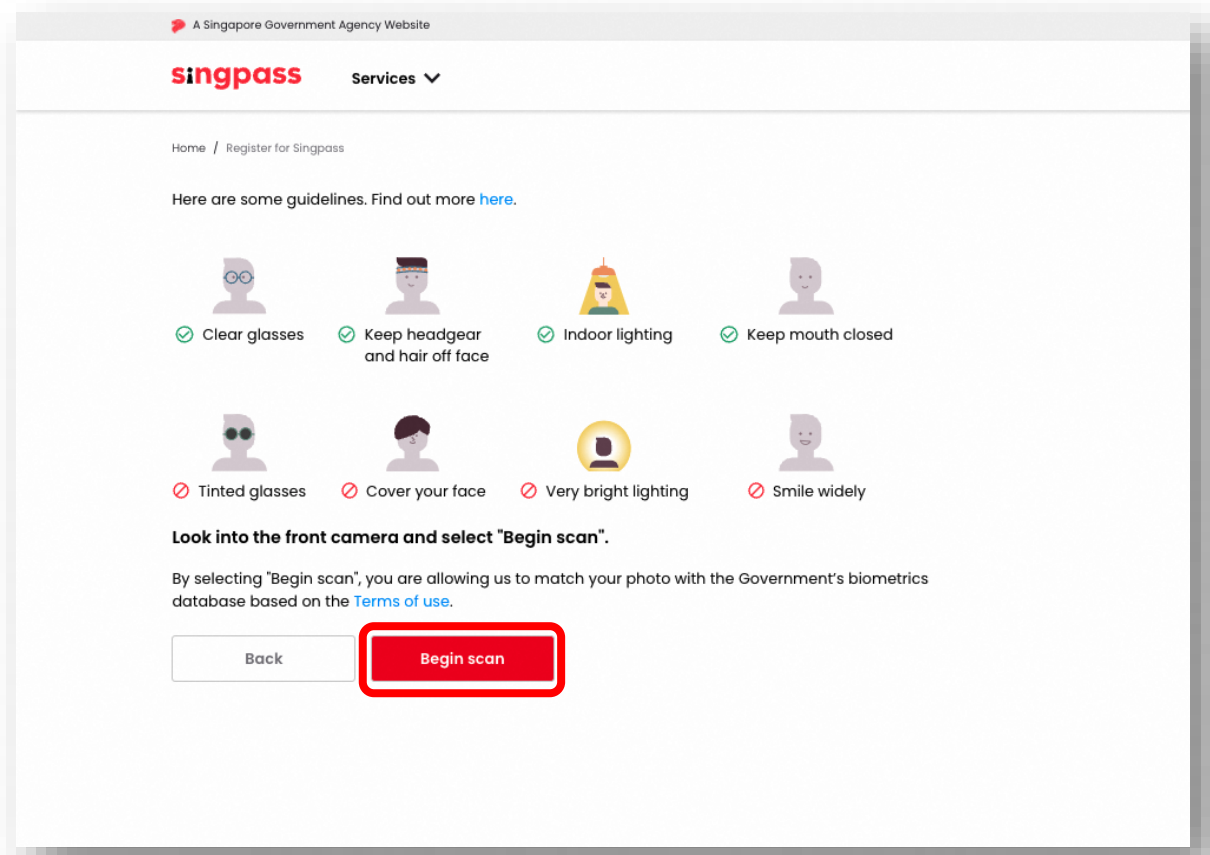 A Singapore Government Agency Website
singpass
Services
Home / Register for Singpass
Here are some guidelines. Find out more here.
Clear glasses
Keep headgear
and hair off face
Indoor lighting
Keep mouth closed
Tinted glasses
Cover your face
Very bright lighting
Smile widely
Look into the front camera and select "Begin scan".
By selecting "Begin scan", you are allowing us to match your photo with the Government's biometrics
database based on the Terms of use.
Back
Begin scan